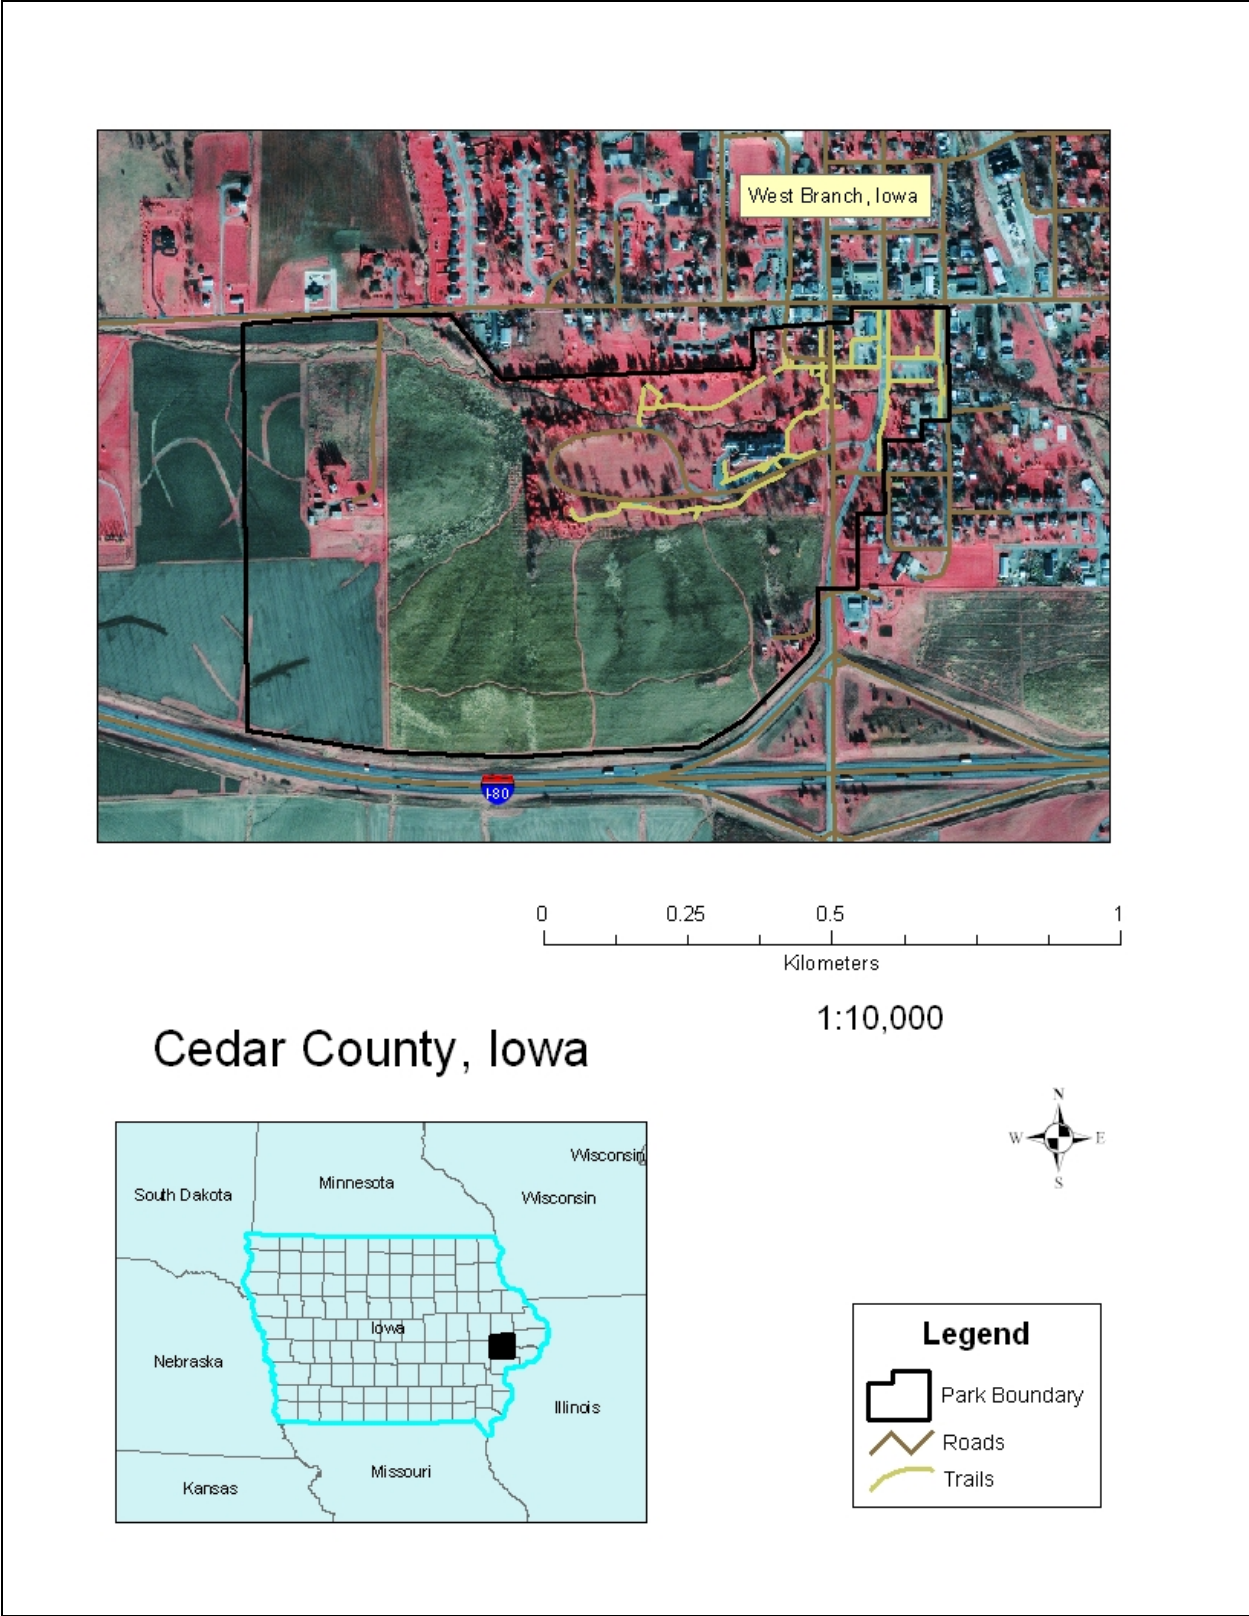 West Branch, Iowa
I-80
0 0.25 0.5 1
Kilometers
1:10,000
Cedar County, Iowa
N
W E
S
Wisconsin
Minnesota
South Dakota
Wisconsin
Iowa
Nebraska
Illinois
Missouri
Kansas
Legend
Park Boundary
Roads
Trails